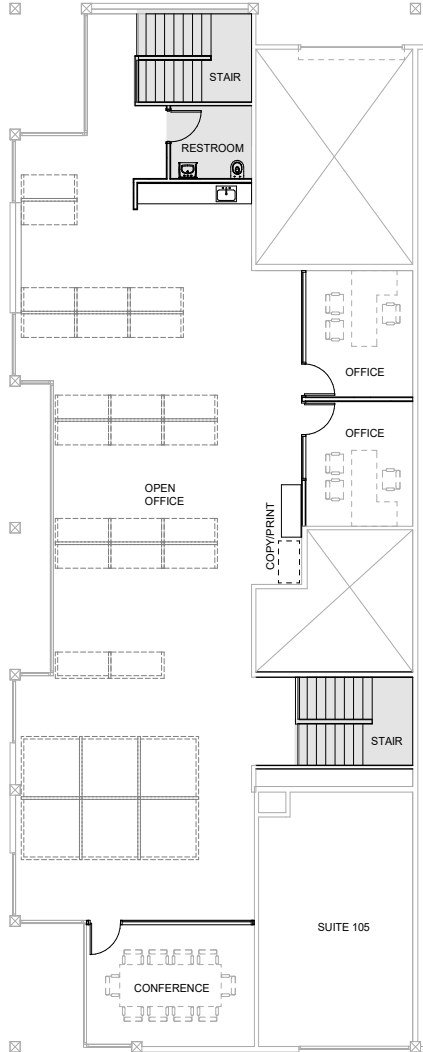 STAIR
RESTROOM
OFFICE
OFFICE
OPEN
OFFICE
COPY/PRINT
STAIR
SUITE 105
CONFERENCE